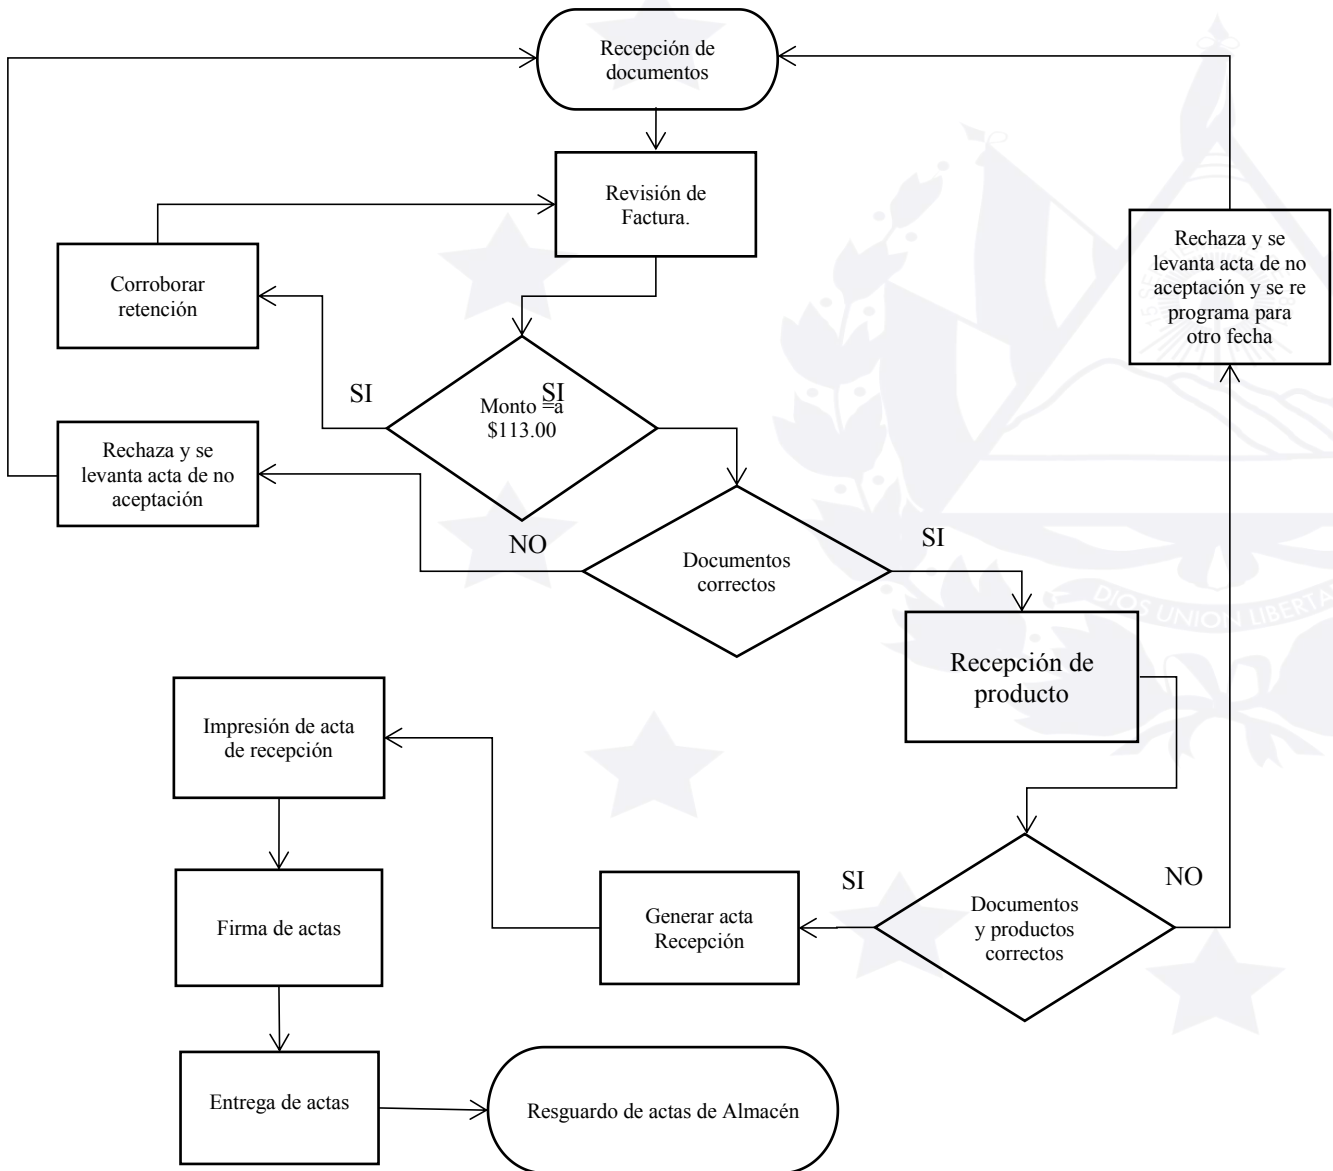 Recepción de
documentos
Revisión de
Factura.
Corroborar
retención
Rechaza y se
levanta acta de no
aceptación y se re
programa para
otro fecha
SI
SI
Monto =a
$113.00
Rechaza y se
levanta acta de no
aceptación
NO
Documentos
correctos
SI
DIOS UNION LIBERTA
Recepción de
producto
Impresión de acta
de recepción
SI
NO
Generar acta
Recepción
Documentos
y productos
correctos
Firma de actas
Entrega de actas
Resguardo de actas de Almacén